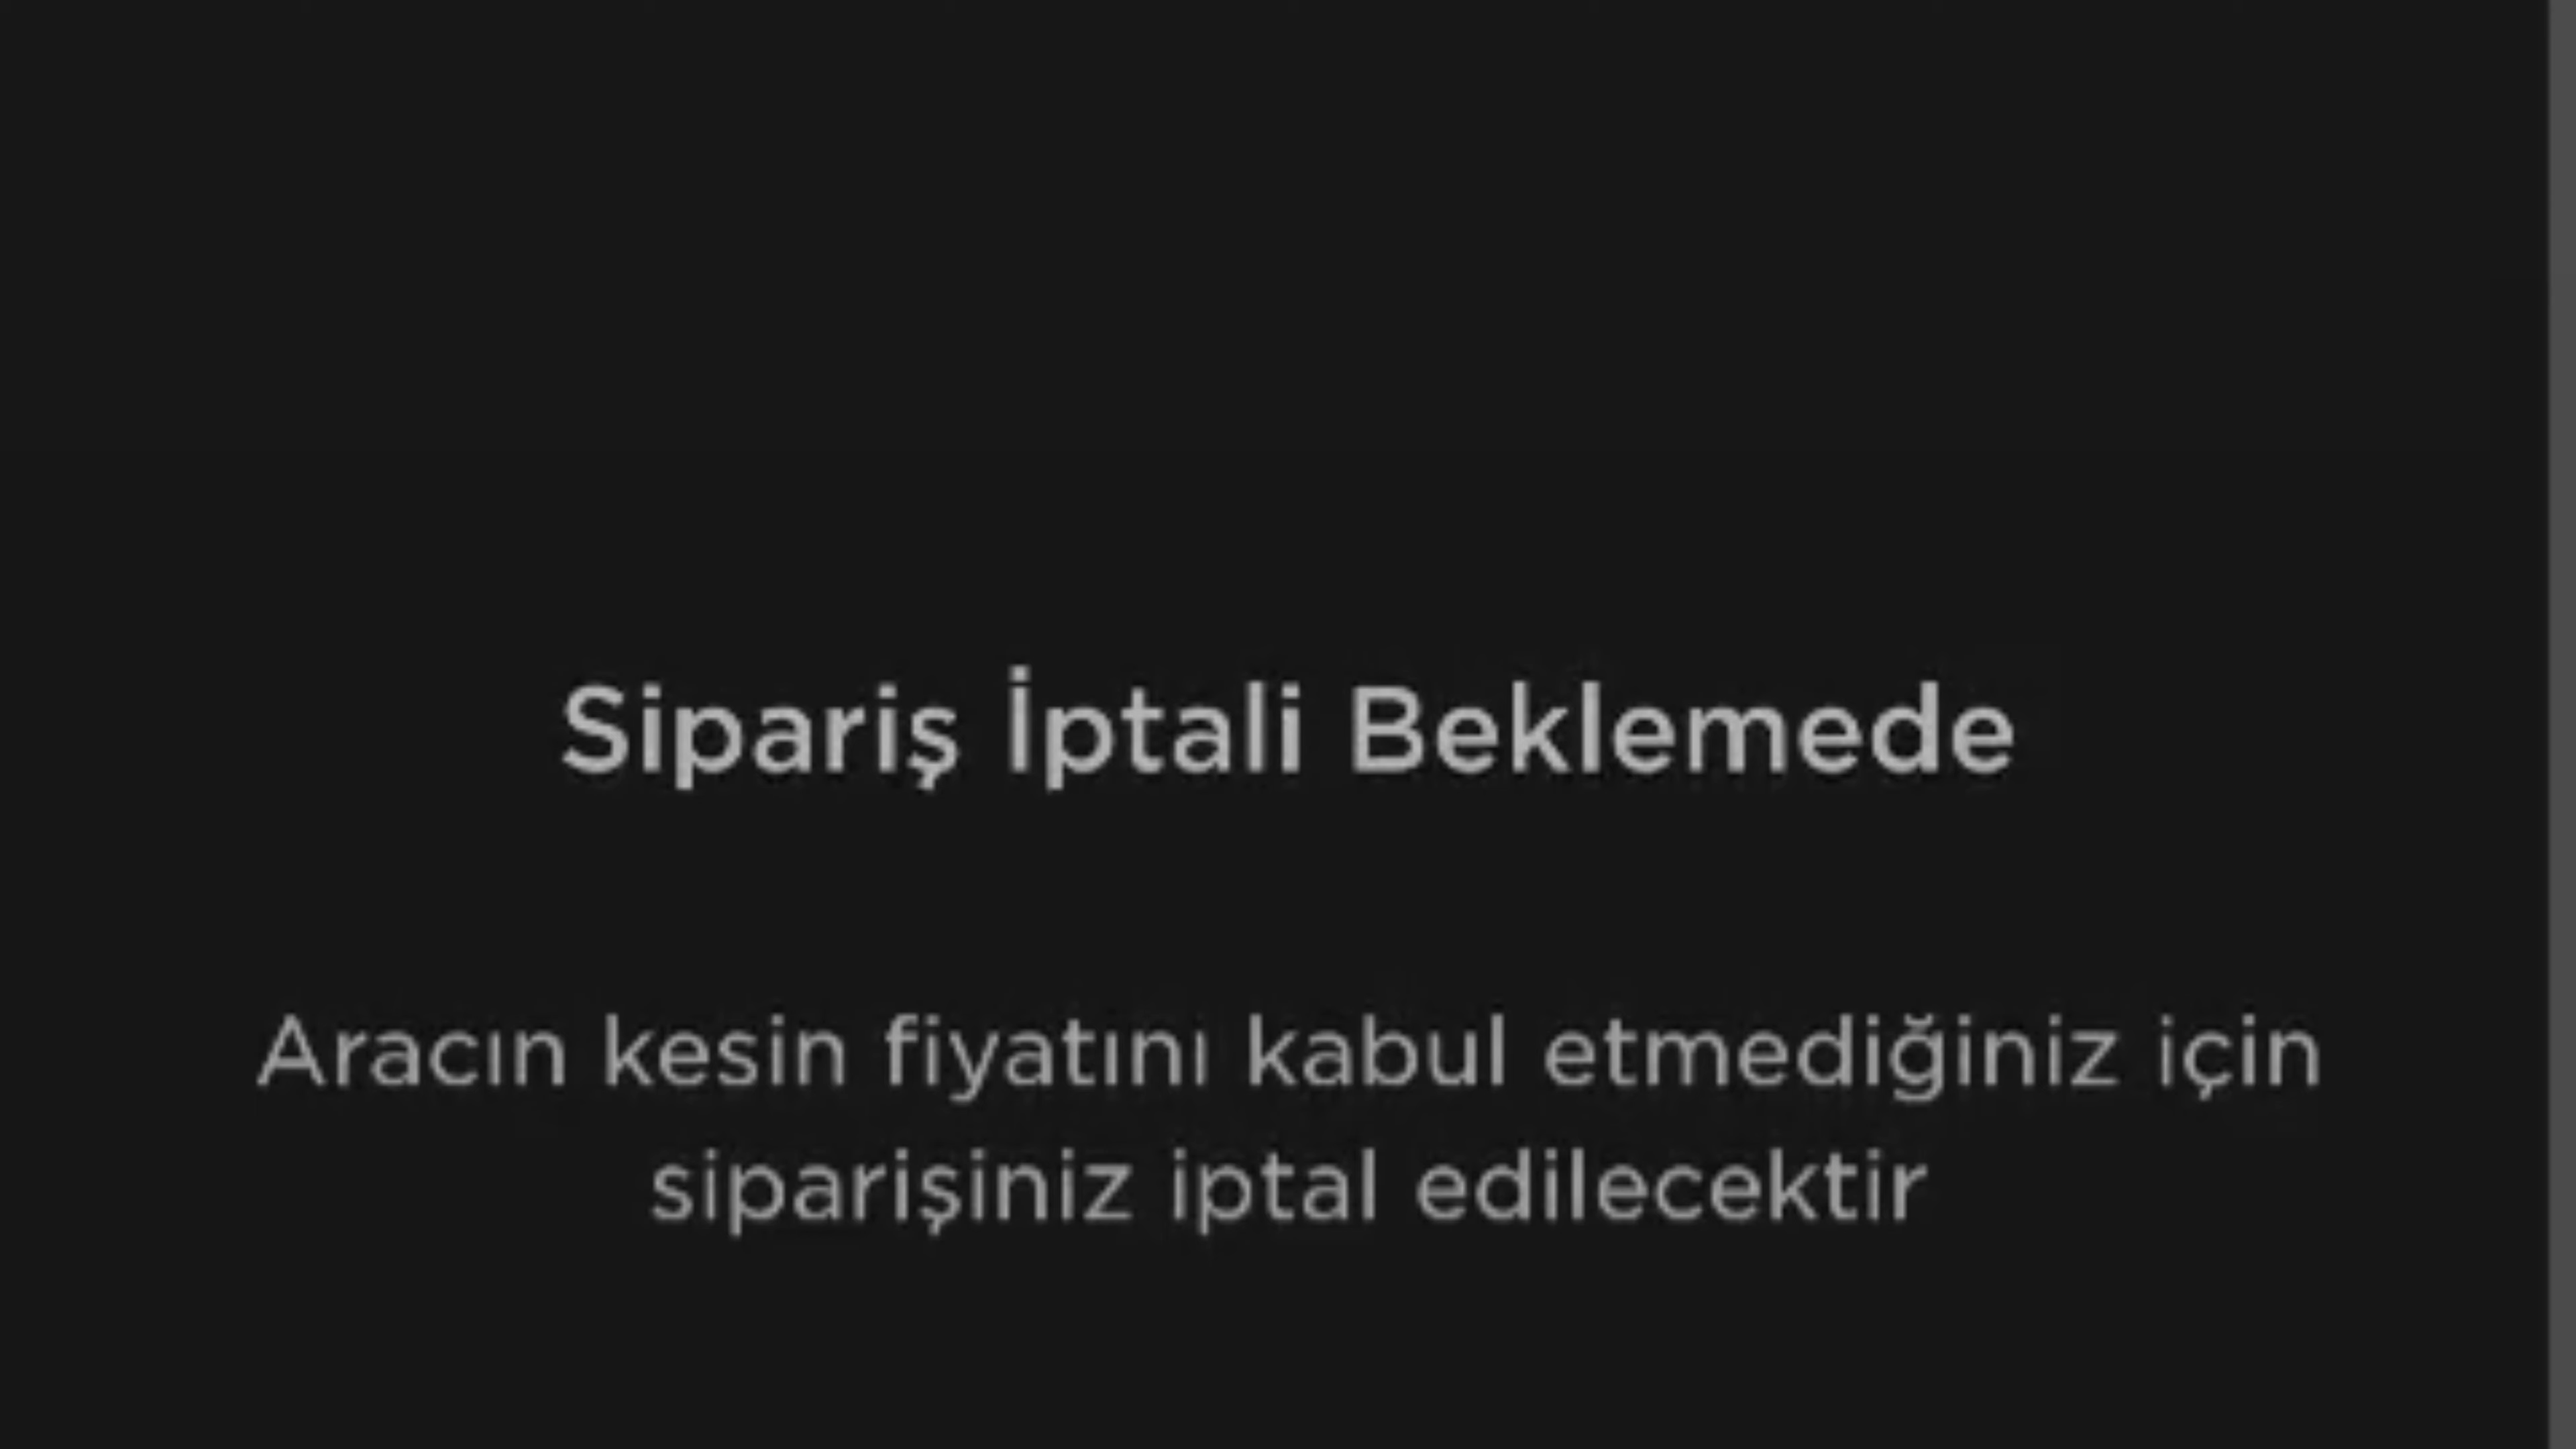 Sipariş İptali Beklemede
Aracın kesin fiyatını kabul etmediğiniz için
siparişiniz iptal edilecektir